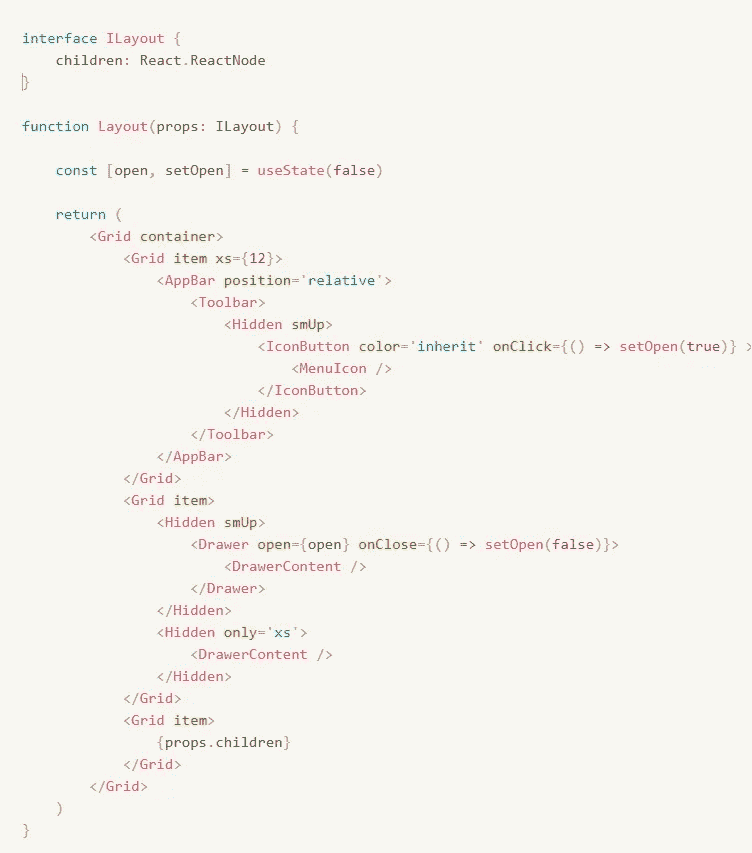 interface ILayout {
    children: React.ReactNode
}
function Layout(props: ILayout) {
    const [open, setOpen] = useState(false)
    return (
        <Grid container>
            <Grid item xs={12}>
                <AppBar position='relative'>
                    <Toolbar>
                        <Hidden smUp>
                            <IconButton color='inherit' onClick={() => setOpen(true)} >
                                <MenuIcon />
                            </IconButton>
                        </Hidden>
                    </Toolbar>
                </AppBar>
            </Grid>
            <Grid item>
                <Hidden smUp>
                    <Drawer open={open} onClose={() => setOpen(false)}>
                        <DrawerContent />
                    </Drawer>
                </Hidden>
                <Hidden only='xs'>
                    <DrawerContent />
                </Hidden>
            </Grid>
            <Grid item>
                {props.children}
            </Grid>
        </Grid>
    )
}